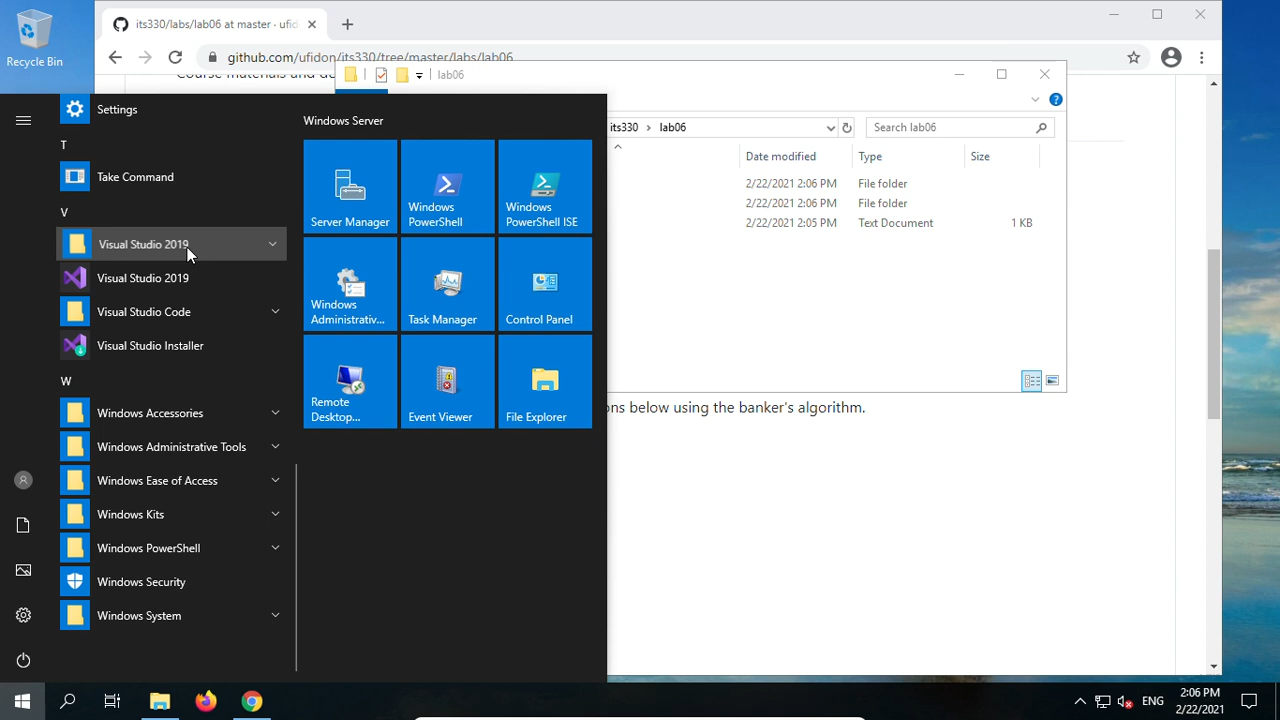 Recycle Bin
its330/labs/lab06 at master · ufid
github.com/ufidon/its330/tree/master/labs/lab06
lab06
its330 › lab06
Search lab06
Date modified
Type
Size
2/22/2021 2:06 PM
File folder
2/22/2021 2:06 PM
File folder
2/22/2021 2:05 PM
Text Document
1 KB
ons below using the banker's algorithm.
Settings
T
Take Command
V
Visual Studio 2019
Visual Studio 2019
Visual Studio Code
Visual Studio Installer
W
Windows Accessories
Windows Administrative Tools
Windows Ease of Access
Windows Kits
Windows PowerShell
Windows Security
Windows System
Windows Server
Server Manager
Windows
PowerShell
Windows
PowerShell ISE
Windows
Administrativ...
Task Manager
Control Panel
Remote
Desktop...
Event Viewer
File Explorer
ENG
2:06 PM
2/22/2021